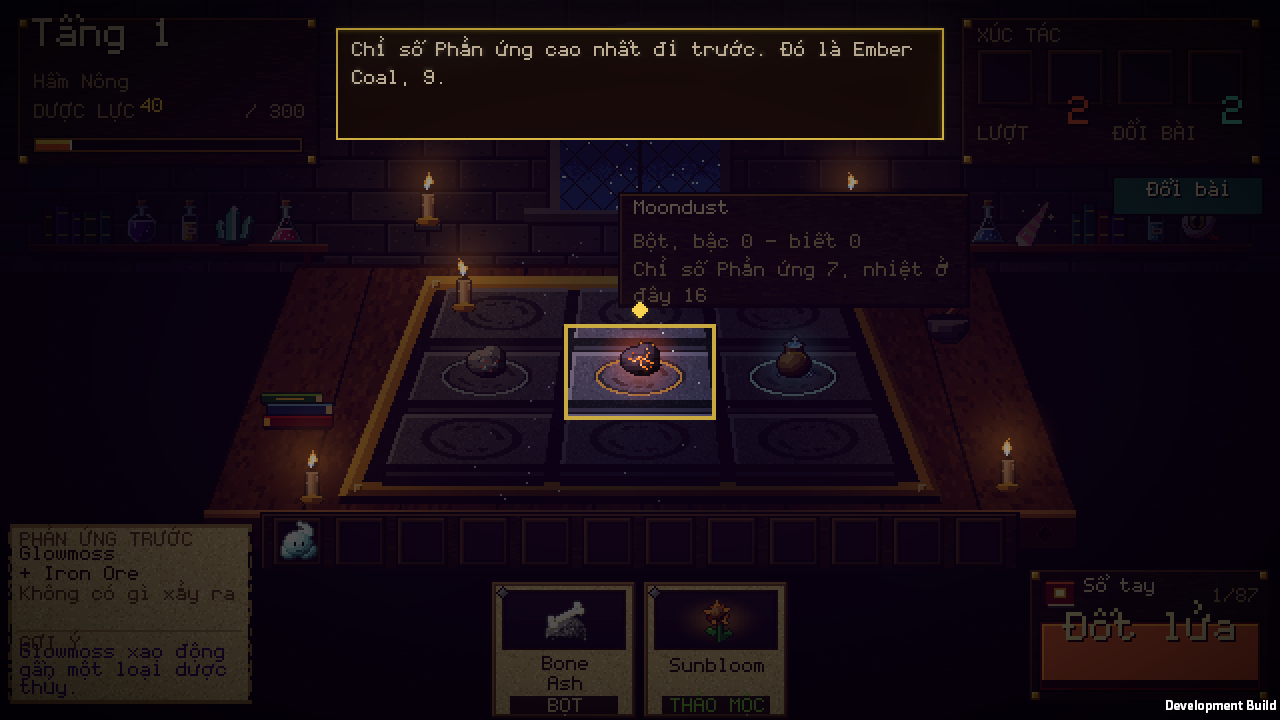 Tầng 1
Hầm Nông
DƯỢC LỰC 40 / 300
Chỉ số Phản ứng cao nhất đi trước. Đó là Ember
Coal, 9.
XÚC TÁC
LƯỢT 2 ĐỔI BÀI 2
Đổi bài
Moondust
Bột, bậc 0 - biết 0
Chỉ số Phản ứng 7, nhiệt ở
đây 16
PHẢN ỨNG TRƯỚC
Glowmoss
+ Iron Ore
Không có gì xảy ra
GỢI Ý
Glowmoss xao động
gần một loại dược
thủy.
Bone
Ash
BỘT
Sunbloom
THẢO MỘC
Sổ tay 1/87
Đốt lửa
Development Build